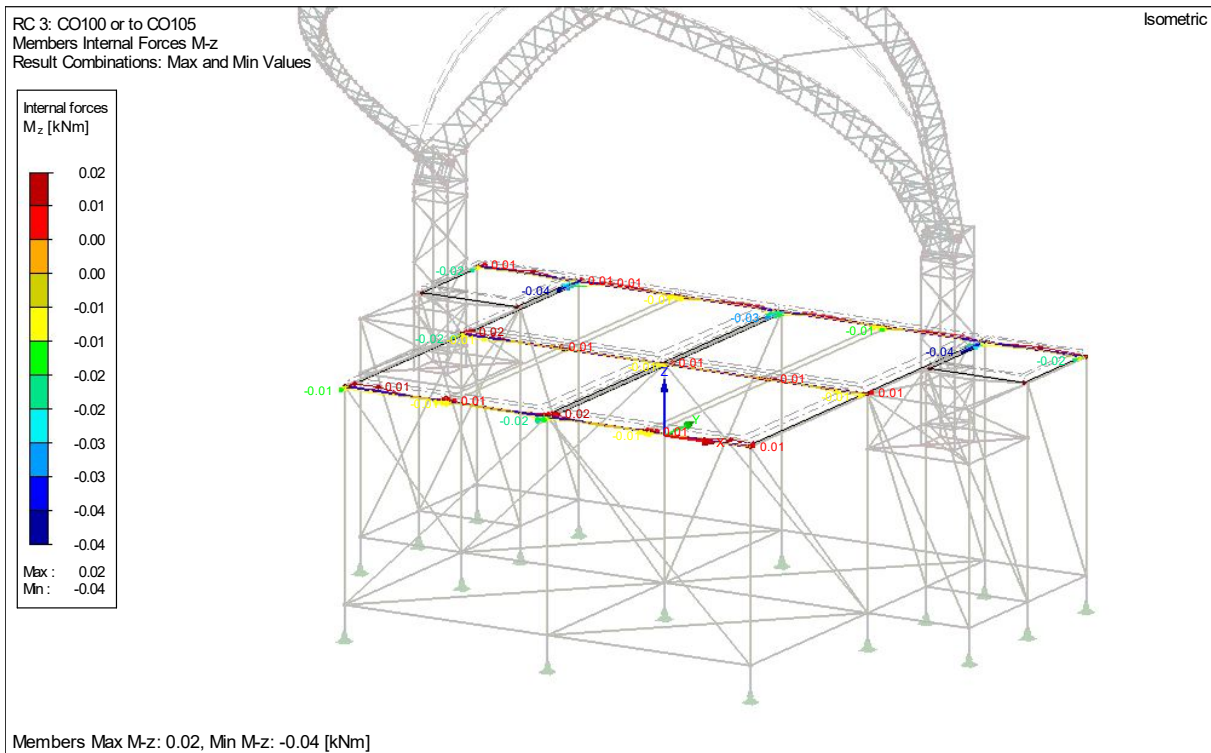 RC 3: CO100 or to CO105
Members Internal Forces M-z
Result Combinations: Max and Min Values
Isometric
Internal forces
M z [kNm]
0.02
0.01
0.00
0.00
-0.01
-0.01
-0.02
-0.02
-0.03
-0.03
-0.04
-0.04
Max : 0.02
Min : -0.04
0.01
-0.04
0.01
-0.03
-0.01
-0.04
-0.02
-0.02
0.02
0.01
0.01
0.01
0.01
-0.01
0.01
0.01
-0.02
0.02
-0.01
0.01
0.01
Z
Y
X
Members Max M-z: 0.02, Min M-z: -0.04 [kNm]